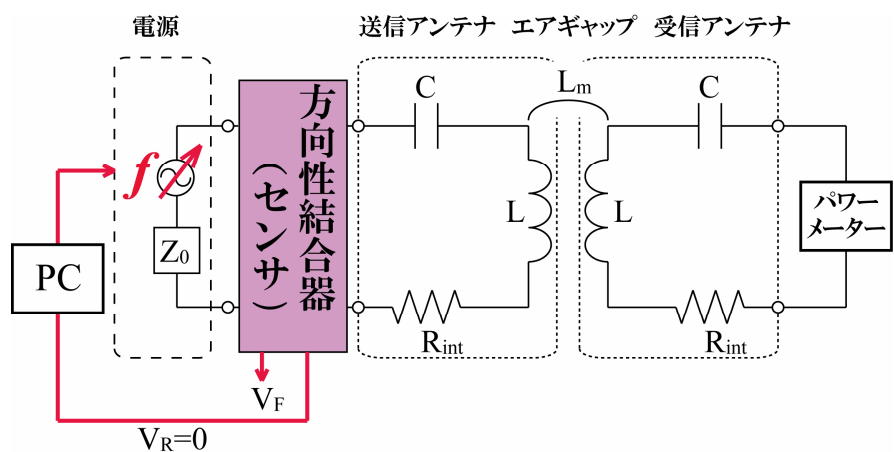 電源
送信アンテナ エアギャップ 受信アンテナ
C
Lm
C
方向性結合器
(センサ)
f
L
L
パワー
メーター
Z0
PC
Rint
Rint
VF
VR=0